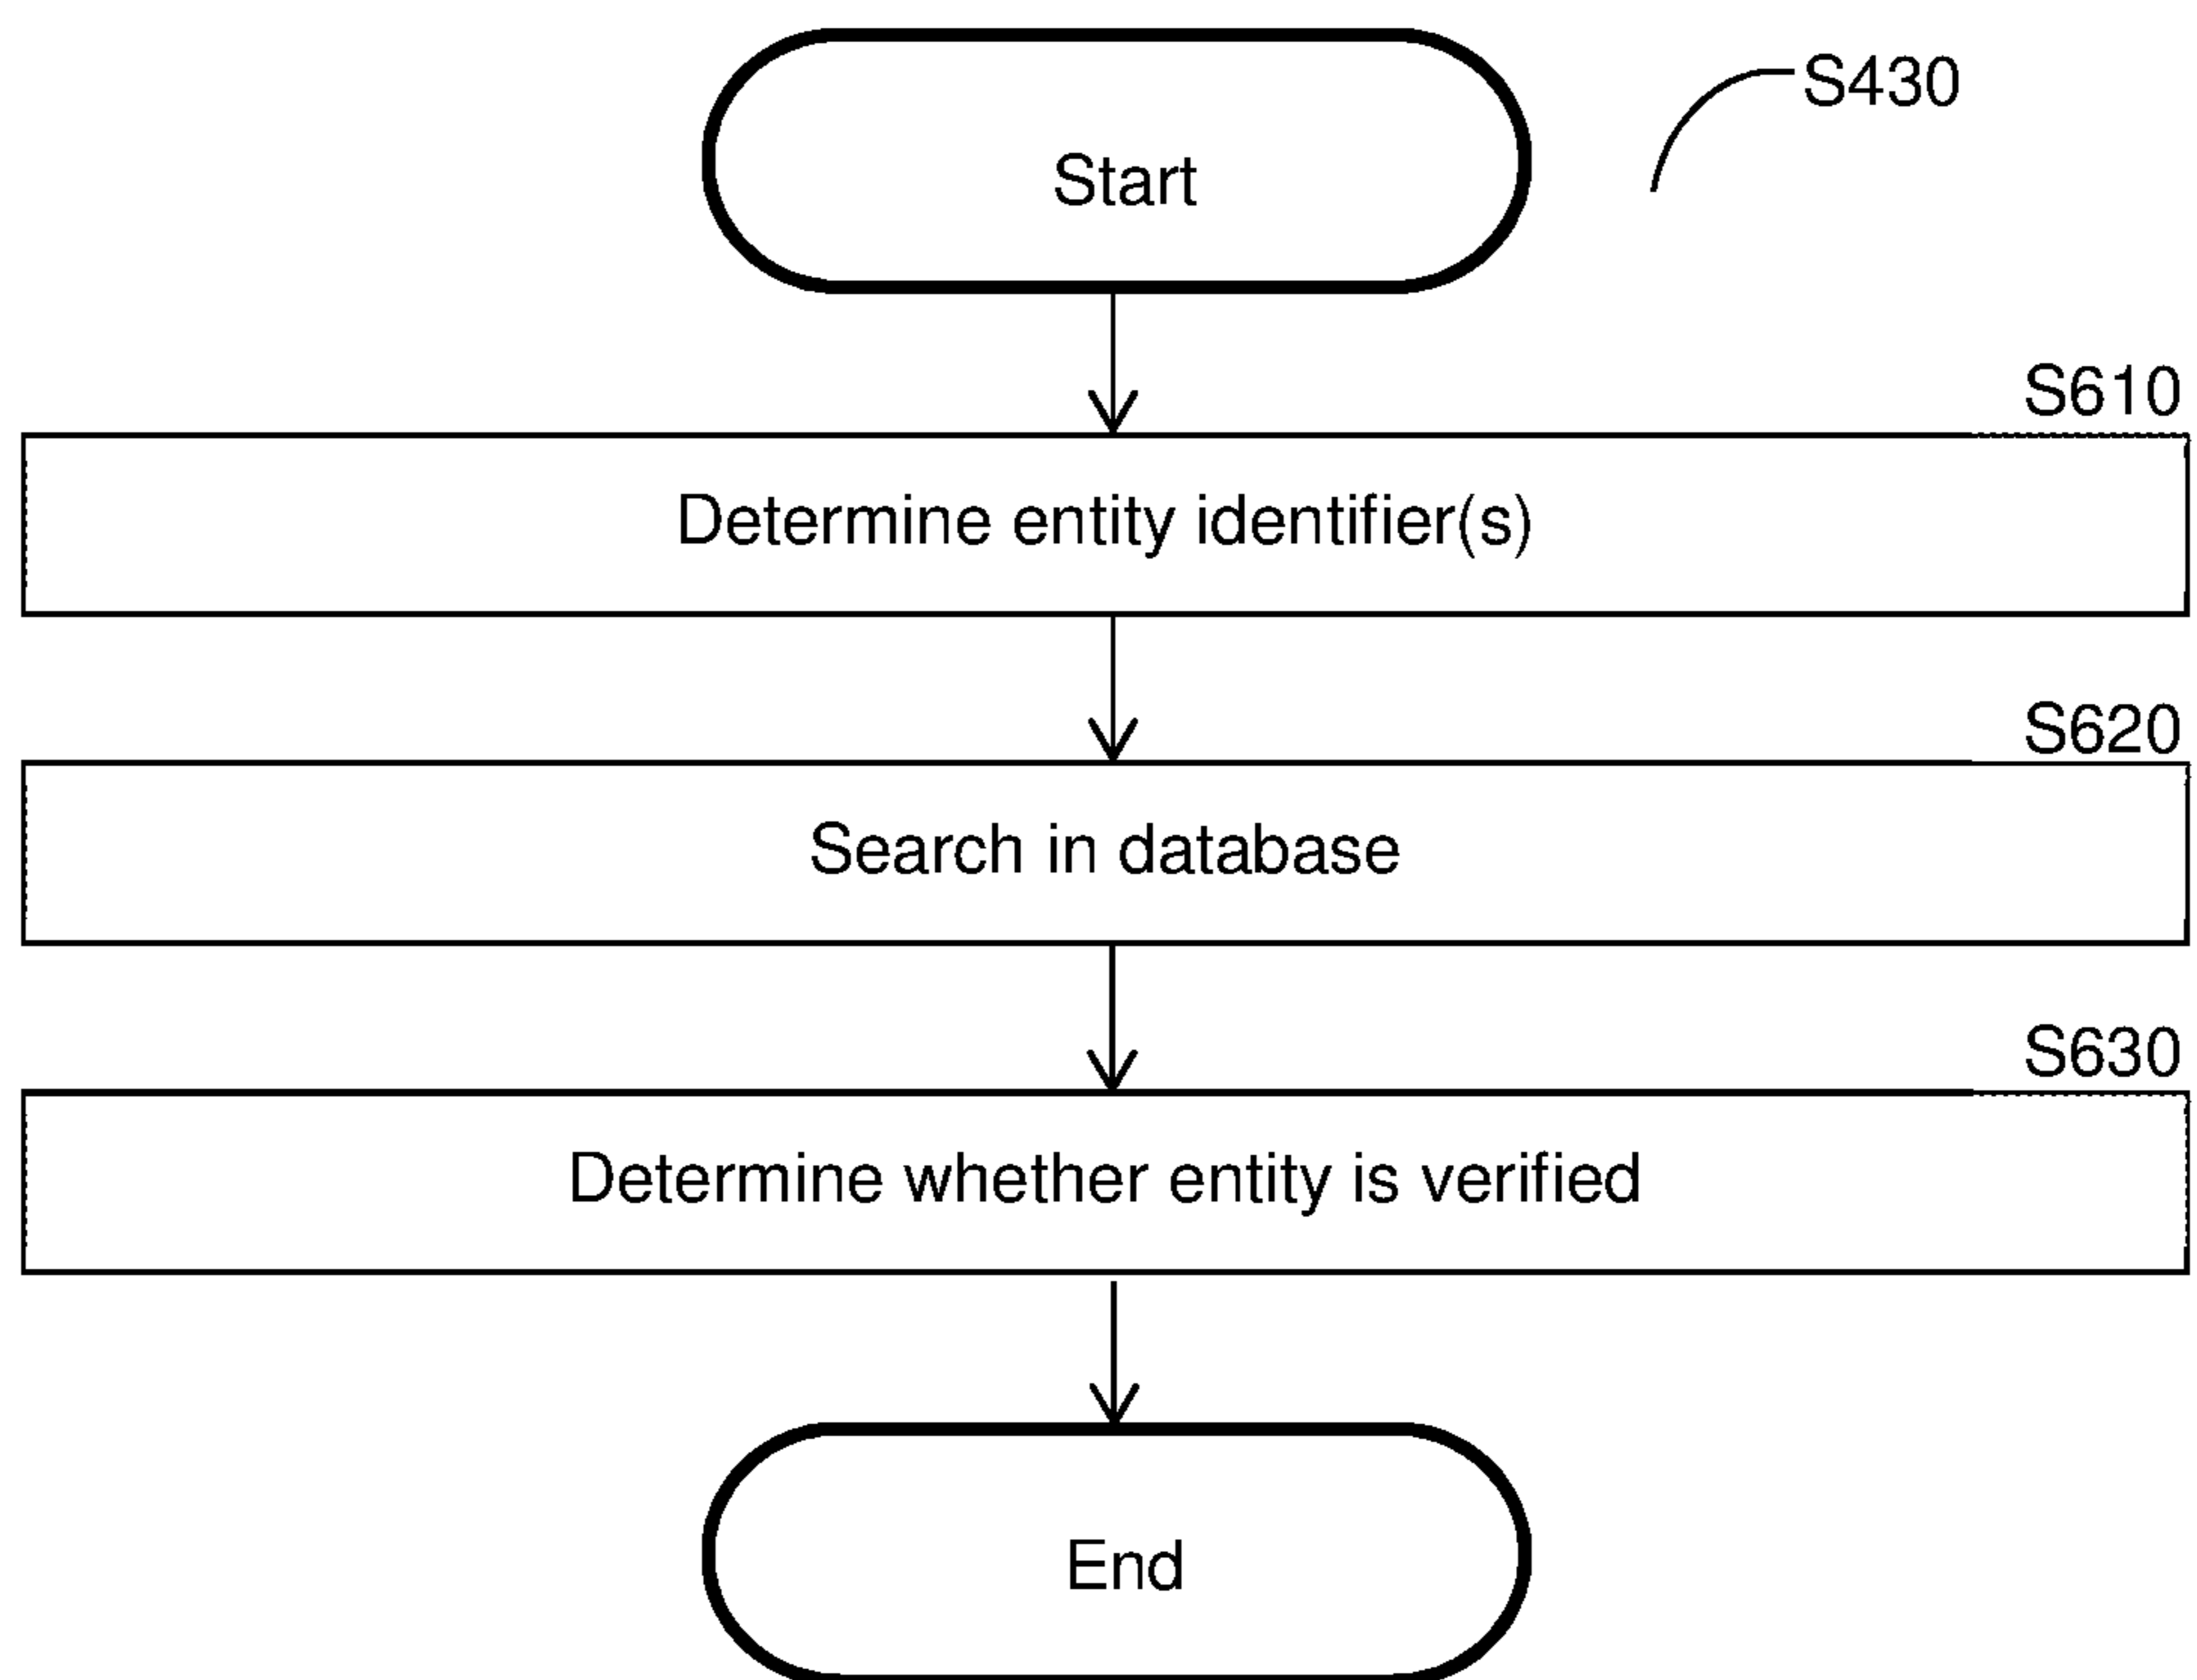 S430
Start
S610
Determine entity identifier(s)
S620
Search in database
S630
Determine whether entity is verified
End